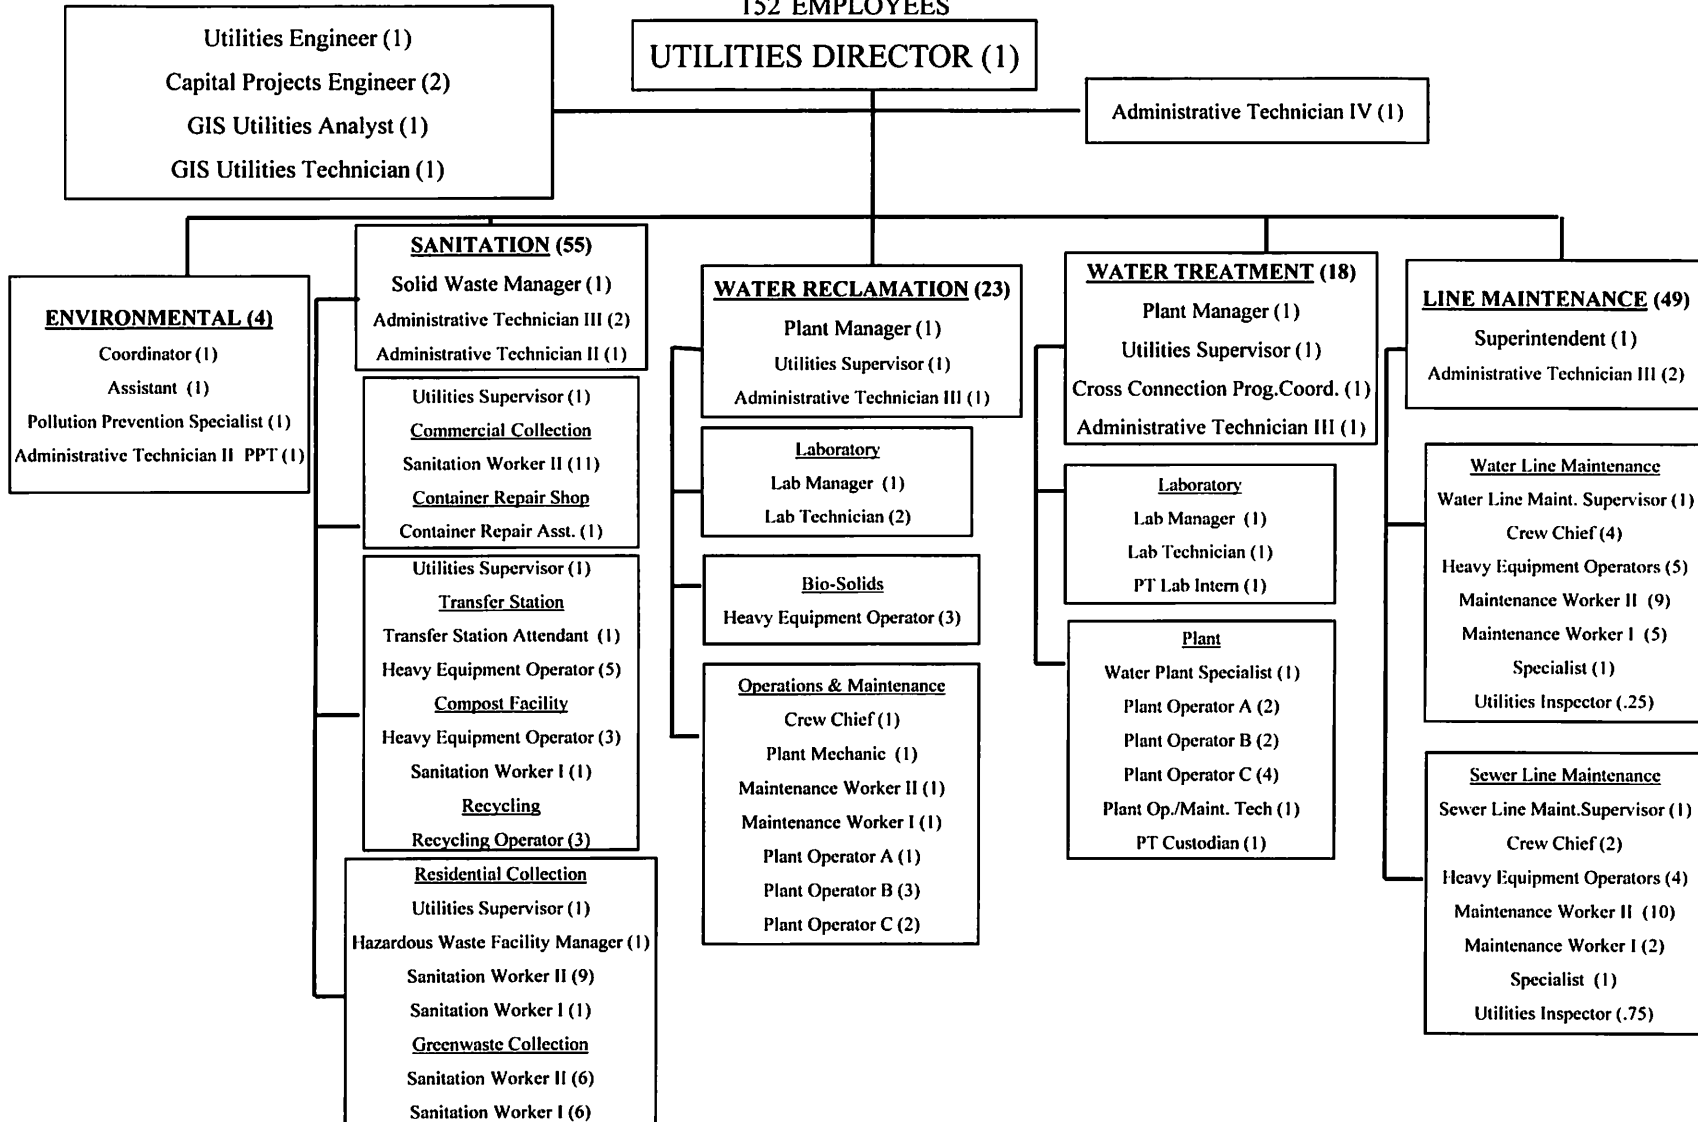 152 EMPLOYEES
UTILITIES DIRECTOR (1)
Utilities Engineer (1)
Capital Projects Engineer (2)
GIS Utilities Analyst (1)
GIS Utilities Technician (1)
Administrative Technician IV (1)
ENVIRONMENTAL (4)
Coordinator (1)
Assistant (1)
Pollution Prevention Specialist (1)
Administrative Technician II PPT (1)
SANITATION (55)
Solid Waste Manager (1)
Administrative Technician III (2)
Administrative Technician II (1)
Utilities Supervisor (1)
Commercial Collection
Sanitation Worker II (11)
Container Repair Shop
Container Repair Asst. (1)
Utilities Supervisor (1)
Transfer Station
Transfer Station Attendant (1)
Heavy Equipment Operator (5)
Compost Facility
Heavy Equipment Operator (3)
Sanitation Worker I (1)
Recycling
Recycling Operator (3)
Residential Collection
Utilities Supervisor (1)
Hazardous Waste Facility Manager (1)
Sanitation Worker II (9)
Sanitation Worker I (1)
Greenwaste Collection
Sanitation Worker II (6)
Sanitation Worker I (6)
WATER RECLAMATION (23)
Plant Manager (1)
Utilities Supervisor (1)
Administrative Technician III (1)
Laboratory
Lab Manager (1)
Lab Technician (2)
Bio-Solids
Heavy Equipment Operator (3)
Operations & Maintenance
Crew Chief (1)
Plant Mechanic (1)
Maintenance Worker II (1)
Maintenance Worker I (1)
Plant Operator A (1)
Plant Operator B (3)
Plant Operator C (2)
WATER TREATMENT (18)
Plant Manager (1)
Utilities Supervisor (1)
Cross Connection Prog.Coord. (1)
Administrative Technician III (1)
Laboratory
Lab Manager (1)
Lab Technician (1)
PT Lab Intern (1)
Plant
Water Plant Specialist (1)
Plant Operator A (2)
Plant Operator B (2)
Plant Operator C (4)
Plant Op./Maint. Tech (1)
PT Custodian (1)
LINE MAINTENANCE (49)
Superintendent (1)
Administrative Technician III (2)
Water Line Maintenance
Water Line Maint. Supervisor (1)
Crew Chief (4)
Heavy Equipment Operators (5)
Maintenance Worker II (9)
Maintenance Worker I (5)
Specialist (1)
Utilities Inspector (.25)
Sewer Line Maintenance
Sewer Line Maint.Supervisor (1)
Crew Chief (2)
Heavy Equipment Operators (4)
Maintenance Worker II (10)
Maintenance Worker I (2)
Specialist (1)
Utilities Inspector (.75)